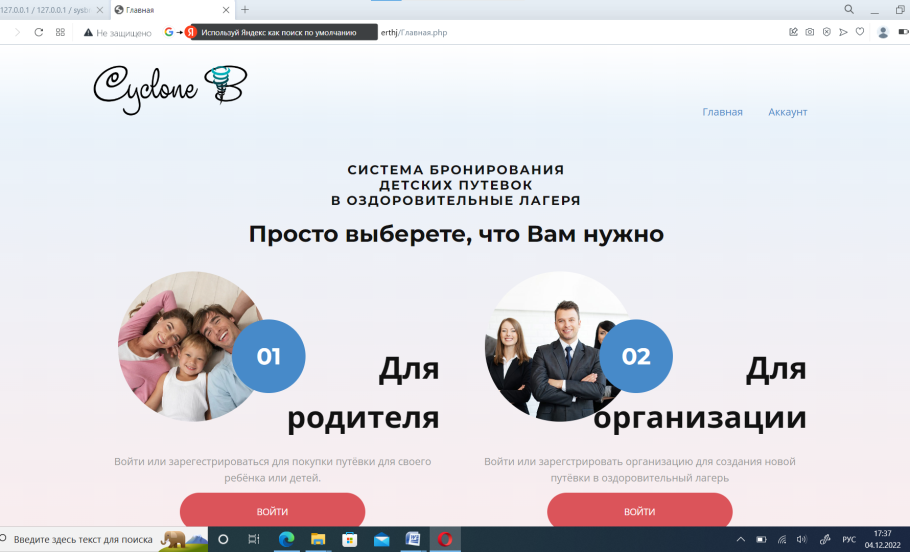 127.0.0.1 / 127.0.0.1 / sysb
Главная
Не защищено
Используй Яндекс как поиск по умолчанию
erthj/Главная.php
Cyclone B
Главная
Аккаунт
СИСТЕМА БРОНИРОВАНИЯ
ДЕТСКИХ ПУТЕВОК
В ОЗДОРОВИТЕЛЬНЫЕ ЛАГЕРЯ
Просто выберете, что Вам нужно
01
Для
родителя
Войти или зарегестрироваться для покупки путёвки для своего
ребёнка или детей.
ВОЙТИ
02
Для
организации
Войти или зарегстрировать организацию для создания новой
путёвки в оздоровительный лагерь
ВОЙТИ
Введите здесь текст для поиска
РУС
17:37
04.12.2022